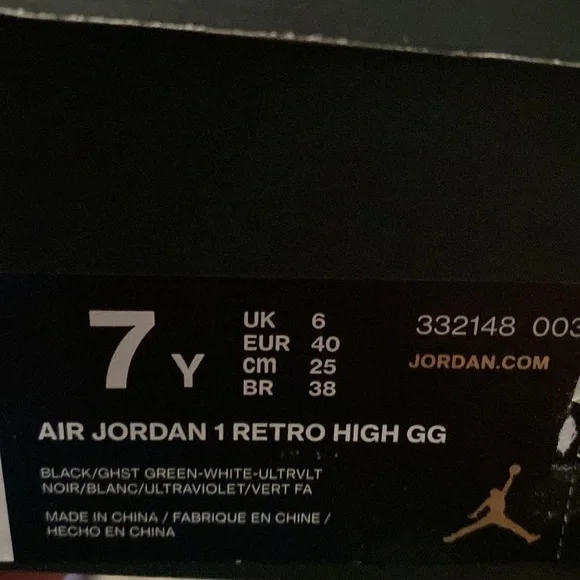 7 Y
UK 6
EUR 40
cm 25
BR 38
332148 003
JORDAN.COM
AIR JORDAN 1 RETRO HIGH GG
BLACK/GHST GREEN-WHITE-ULTRVLT
NOIR/BLANC/ULTRAVIOLET/VERT FA
MADE IN CHINA / FABRIQUE EN CHINE /
HECHO EN CHINA